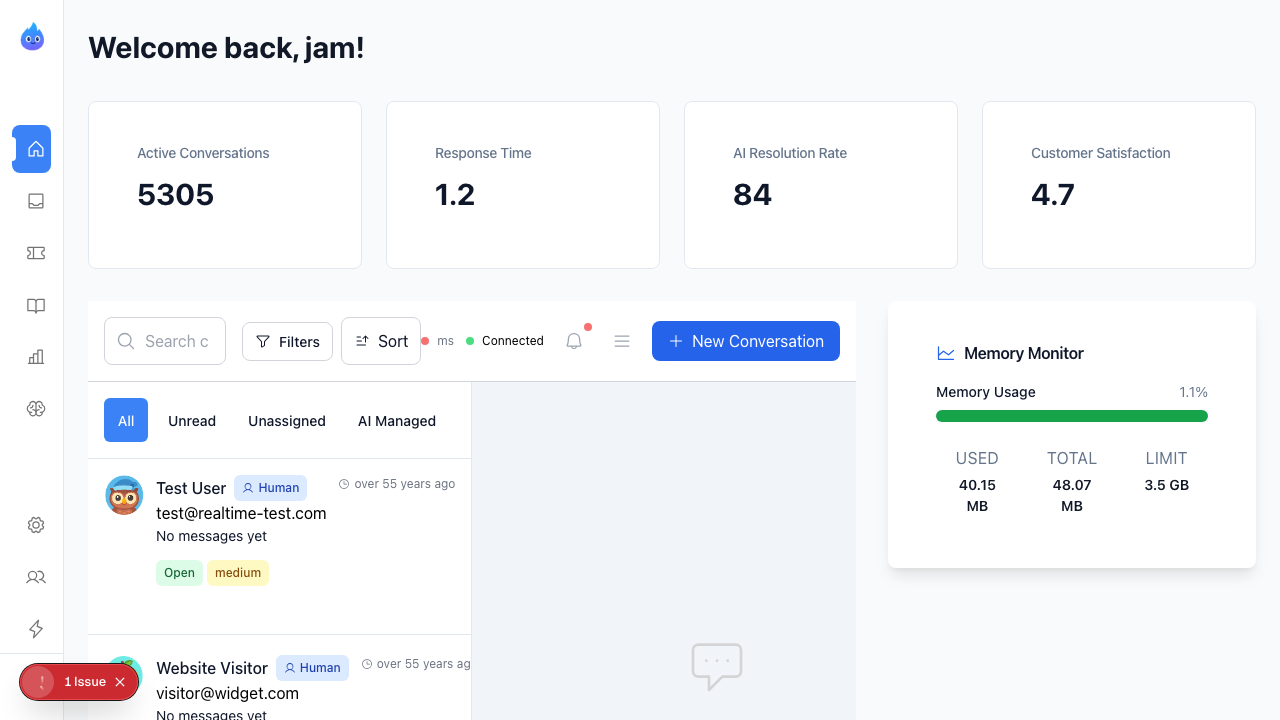 Welcome back, jam!
Active Conversations
5305
Response Time
1.2
AI Resolution Rate
84
Customer Satisfaction
4.7
Search c
Filters
Sort
ms
Connected
New Conversation
All
Unread
Unassigned
AI Managed
Test User
Human
over 55 years ago
test@realtime-test.com
No messages yet
Open
medium
Website Visitor
Human
over 55 years ag
visitor@widget.com
No messages yet
Memory Monitor
Memory Usage
1.1%
USED
TOTAL
LIMIT
40.15
MB
48.07
MB
3.5 GB
1 Issue